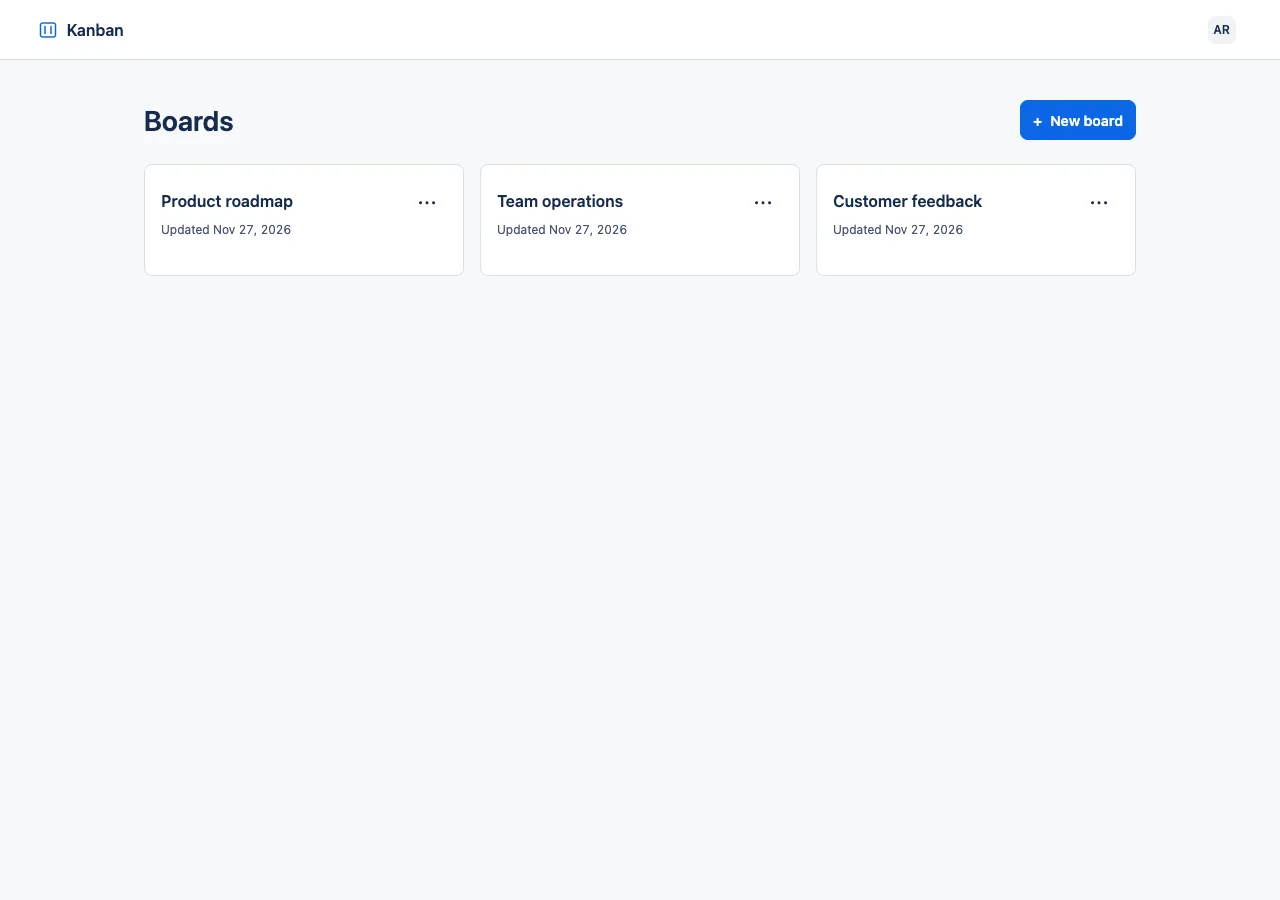 Kanban
AR
Boards
+ New board
Product roadmap
Updated Nov 27, 2026
Team operations
Updated Nov 27, 2026
Customer feedback
Updated Nov 27, 2026